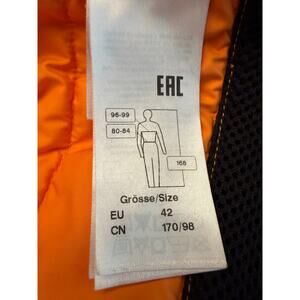 EAC
96-99
80-84
168
Grösse/Size
EU 42
CN 170/98